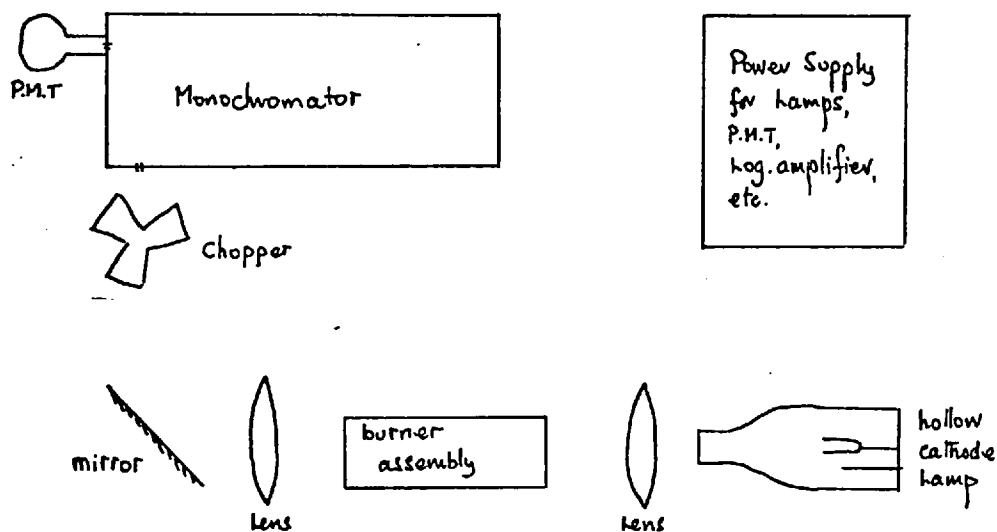 P.M.T
Monochromator
Power Supply
for Lamps,
P.M.T,
Log. amplifier,
etc.
Chopper
mirror
Lens
burner
assembly
Lens
hollow
cathode
Lamp